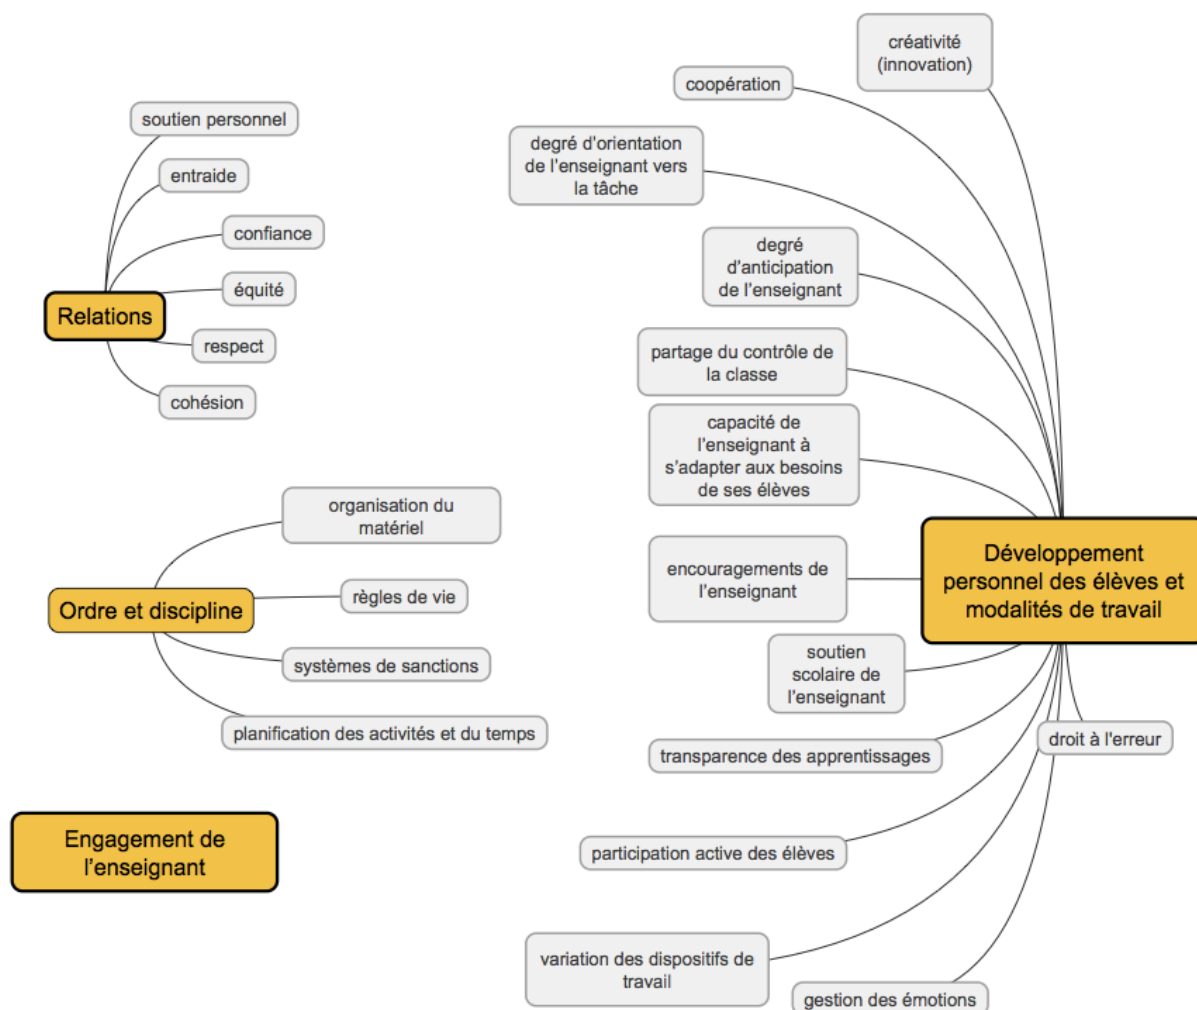 soutien personnel
entraide
confiance
équité
Relations
respect
cohésion
organisation du
matériel
règles de vie
Ordre et discipline
systèmes de sanctions
planification des activités et du temps
Engagement de
l'enseignant
créativité
(innovation)
coopération
degré d'orientation
de l'enseignant vers
la tâche
degré
d'anticipation
de l'enseignant
partage du contrôle de
la classe
capacité de
l'enseignant à
s'adapter aux besoins
de ses élèves
encouragements de
l'enseignant
Développement
personnel des élèves et
modalités de travail
soutien
scolaire de
l'enseignant
droit à l'erreur
transparence des apprentissages
participation active des élèves
variation des dispositifs de
travail
gestion des émotions